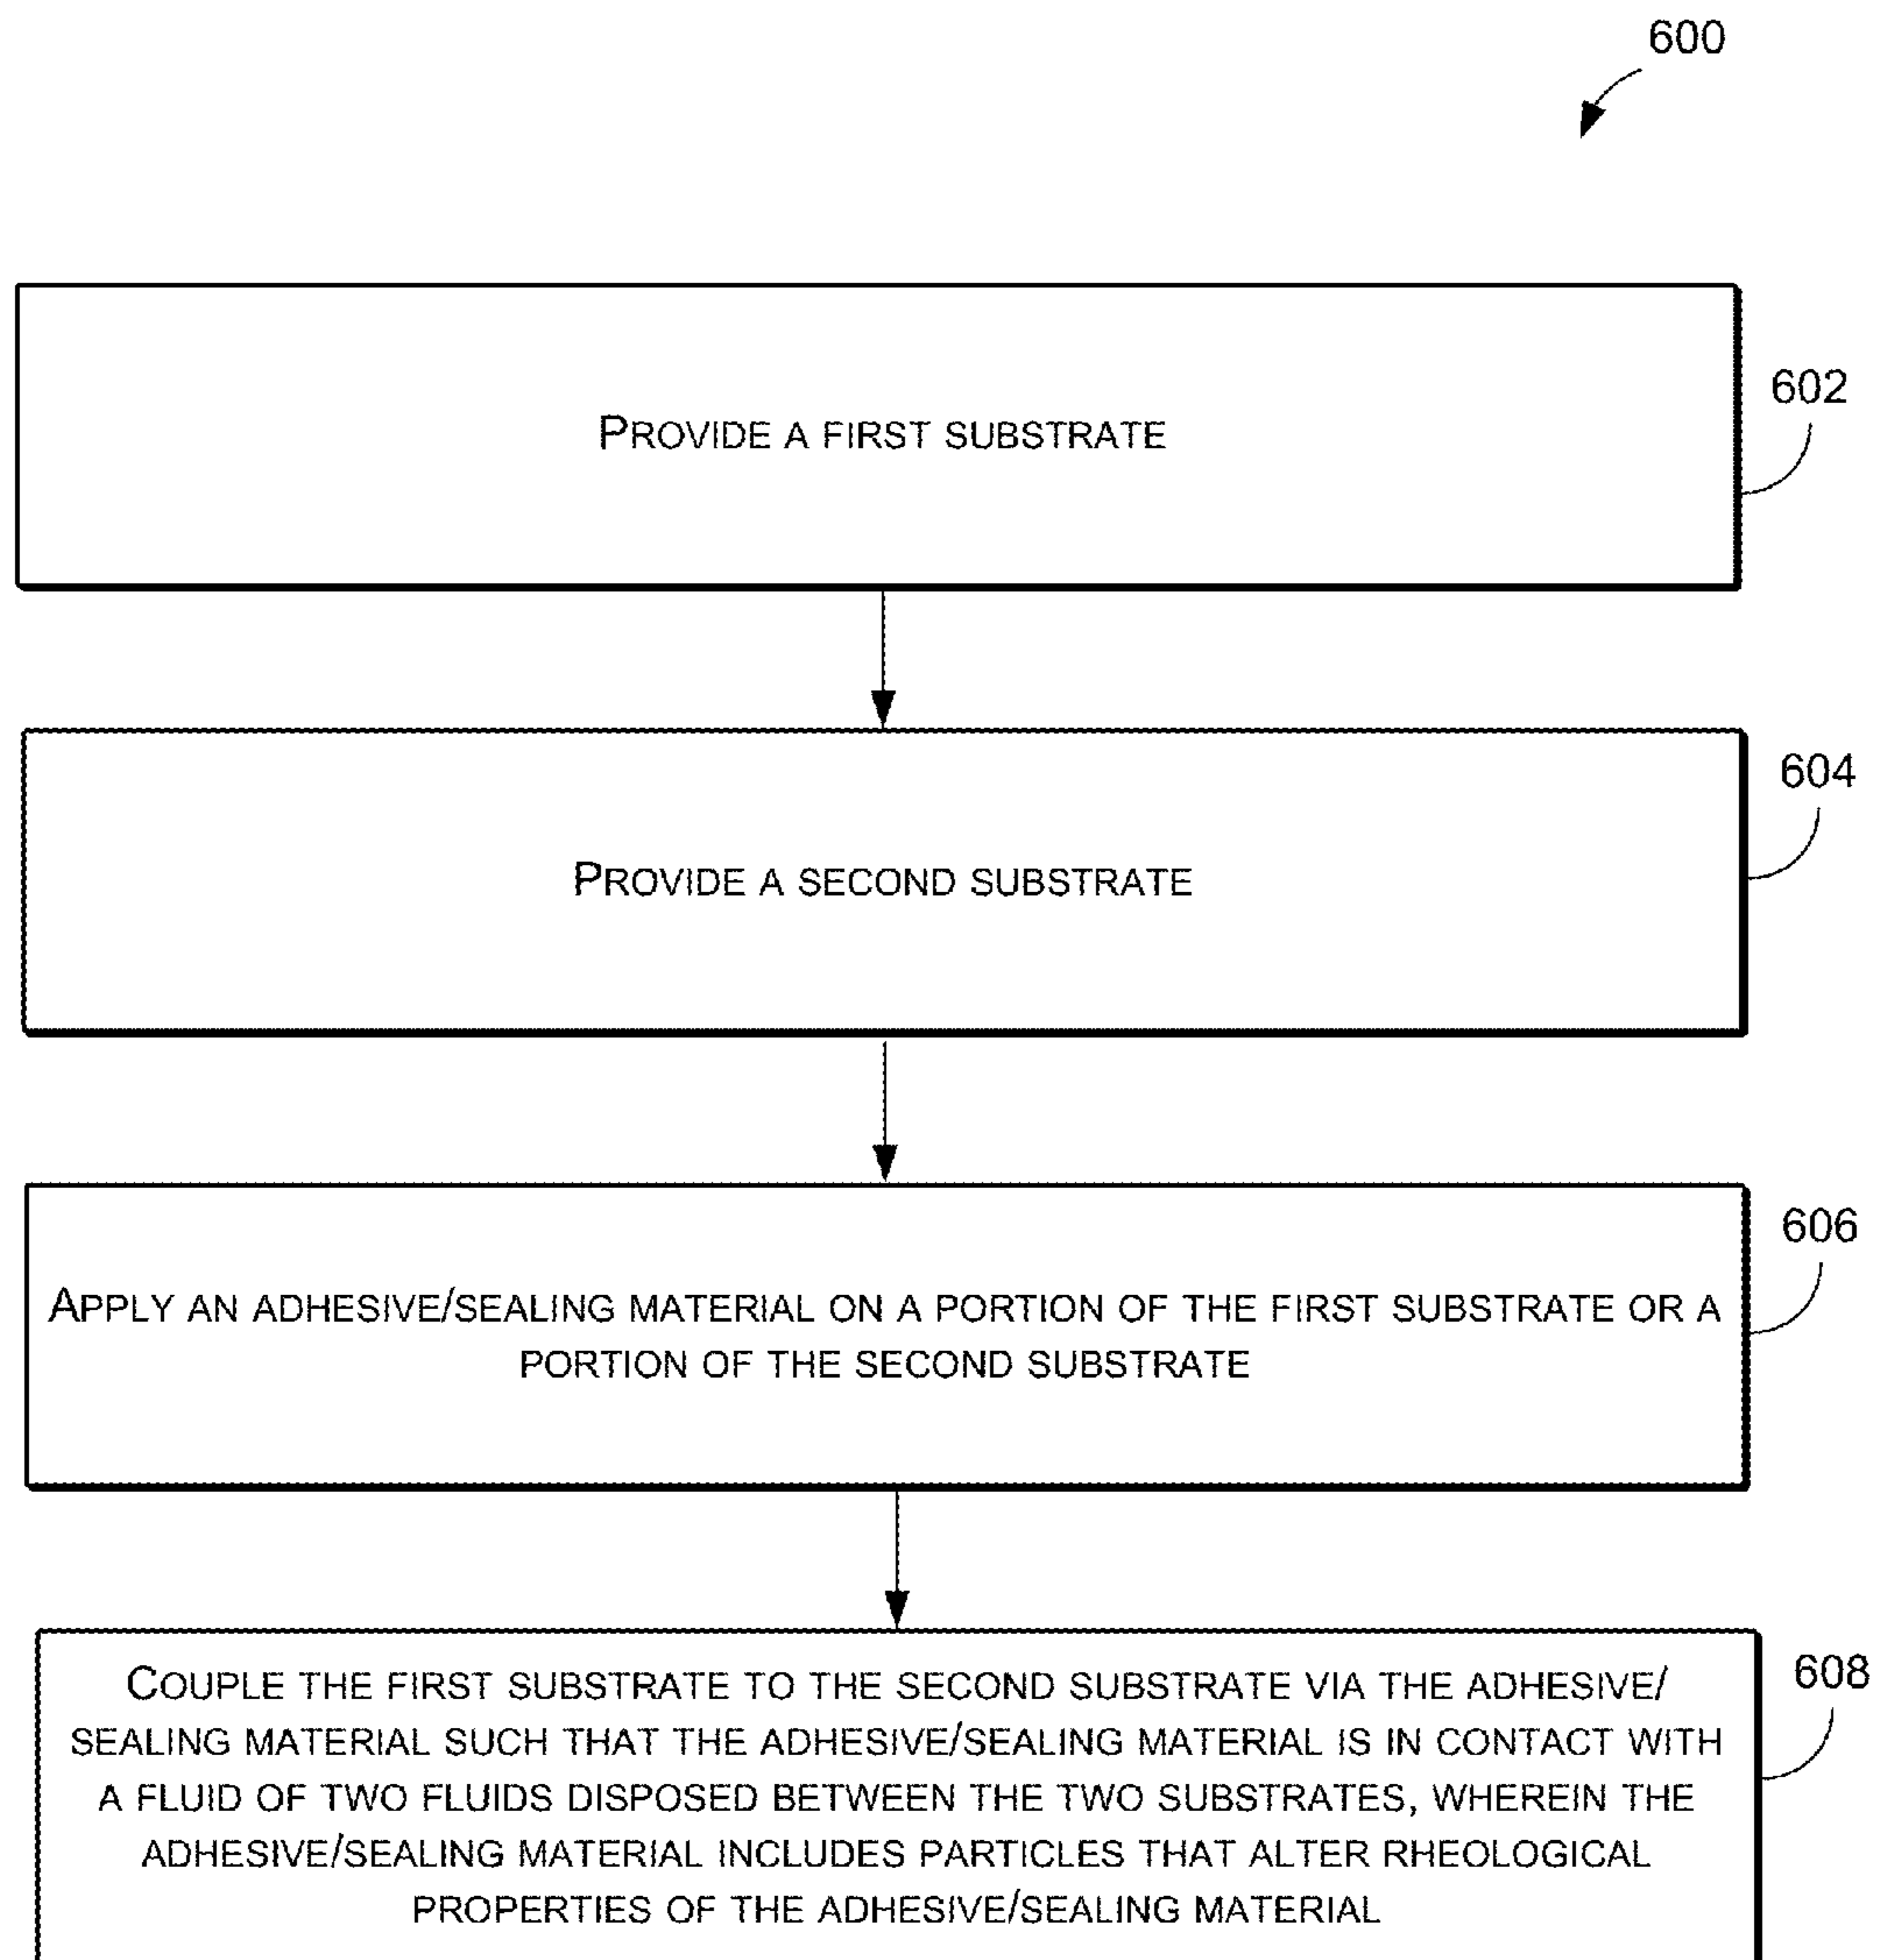 600
PROVIDE A FIRST SUBSTRATE
602
PROVIDE A SECOND SUBSTRATE
604
APPLY AN ADHESIVE/SEALING MATERIAL ON A PORTION OF THE FIRST SUBSTRATE OR A
PORTION OF THE SECOND SUBSTRATE
606
COUPLE THE FIRST SUBSTRATE TO THE SECOND SUBSTRATE VIA THE ADHESIVE/
SEALING MATERIAL SUCH THAT THE ADHESIVE/SEALING MATERIAL IS IN CONTACT WITH
A FLUID OF TWO FLUIDS DISPOSED BETWEEN THE TWO SUBSTRATES, WHEREIN THE
ADHESIVE/SEALING MATERIAL INCLUDES PARTICLES THAT ALTER RHEOLOGICAL
PROPERTIES OF THE ADHESIVE/SEALING MATERIAL
608